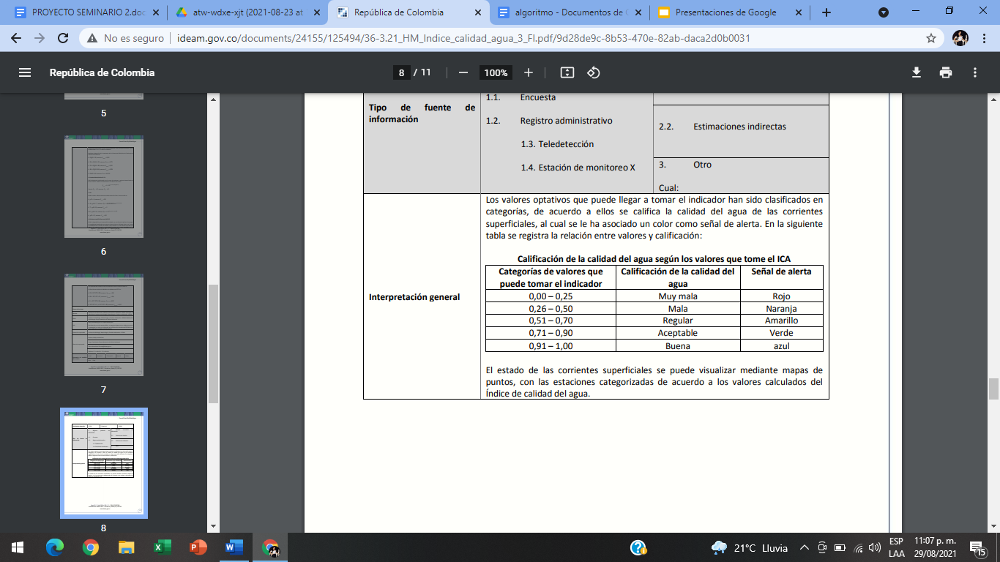 PROYECTO SEMINARIO 2.doc
atw-wdxe-xjt (2021-08-23 at
República de Colombia
algoritmo - Documentos de G
Presentaciones de Google
No es seguro
ideam.gov.co/documents/24155/125494/36-3.21_HM_Indice_calidad_agua_3_FI.pdf/9d28de9c-8b53-470e-82ab-daca2d0b0031
República de Colombia
8 / 11
100%
5
6
7
8
Tipo de fuente de
información
1.1. Encuesta
1.2. Registro administrativo
1.3. Teledetección
1.4. Estación de monitoreo X
2.2. Estimaciones indirectas
3. Otro
Cual:
Interpretación general
Los valores optativos que puede llegar a tomar el indicador han sido clasificados en
categorías, de acuerdo a ellos se califica la calidad del agua de las corrientes
superficiales, al cual se le ha asociado un color como señal de alerta. En la siguiente
tabla se registra la relación entre valores y calificación:
Calificación de la calidad del agua según los valores que tome el ICA
Categorías de valores que
puede tomar el indicador
Calificación de la calidad del
agua
Señal de alerta
0,00 – 0,25 Muy mala Rojo
0,26 – 0,50 Mala Naranja
0,51 – 0,70 Regular Amarillo
0,71 – 0,90 Aceptable Verde
0,91 – 1,00 Buena azul
El estado de las corrientes superficiales se puede visualizar mediante mapas de
puntos, con las estaciones categorizadas de acuerdo a los valores calculados del
Índice de calidad del agua.
21°C Lluvia
ESP
LAA
11:07 p. m.
29/08/2021
15